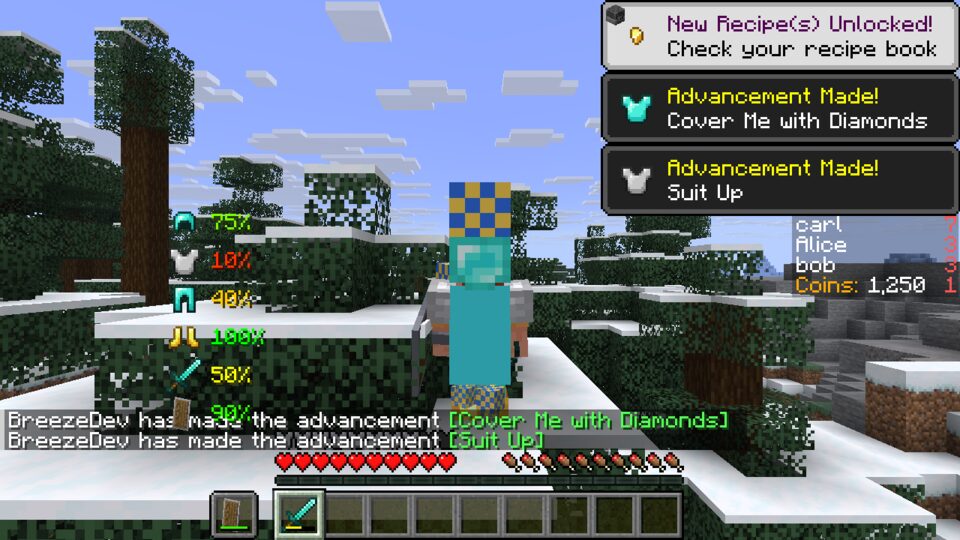 New Recipe(s) Unlocked!
Check your recipe book
Advancement Made!
Cover Me with Diamonds
Advancement Made!
Suit Up
carl 7
Alice 3
bob 3
Coins: 1,250 1
75%
10%
40%
100%
50%
90%
BreezeDev has made the advancement [Cover Me with Diamonds]
BreezeDev has made the advancement [Suit Up]